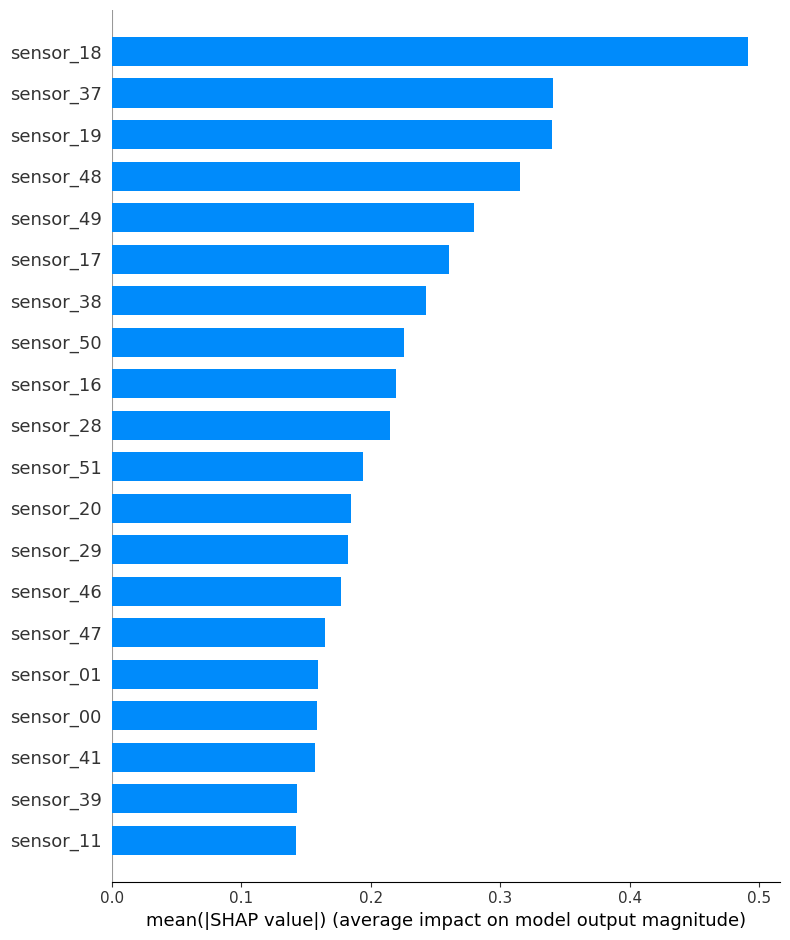 sensor_18
sensor_37
sensor_19
sensor_48
sensor_49
sensor_17
sensor_38
sensor_50
sensor_16
sensor_28
sensor_51
sensor_20
sensor_29
sensor_46
sensor_47
sensor_01
sensor_00
sensor_41
sensor_39
sensor_11
0.0 0.1 0.2 0.3 0.4 0.5
mean(|SHAP value|) (average impact on model output magnitude)